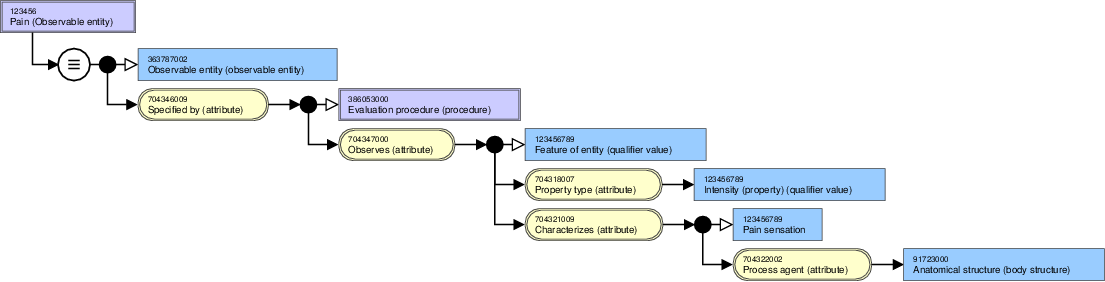 123456
Pain (Observable entity)
363787002
Observable entity (observable entity)
704346009
Specified by (attribute)
386053000
Evaluation procedure (procedure)
704347000
Observes (attribute)
123456789
Feature of entity (qualifier value)
704318007
Property type (attribute)
123456789
Intensity (property) (qualifier value)
704321009
Characterizes (attribute)
123456789
Pain sensation
704322002
Process agent (attribute)
91723000
Anatomical structure (body structure)